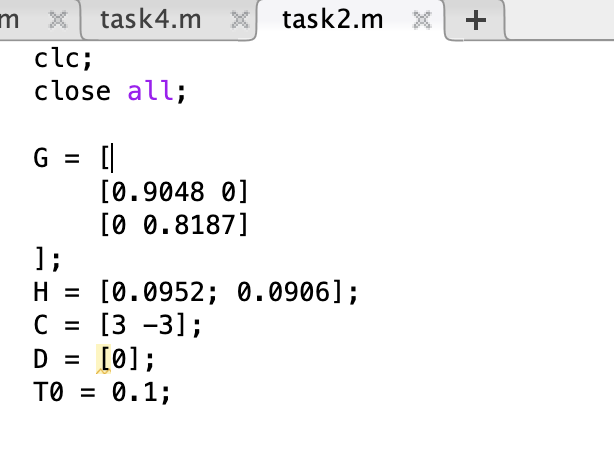 m task4.m task2.m +
clc;
close all;
G = [
[0.9048 0]
[0 0.8187]
];
H = [0.0952; 0.0906];
C = [3 -3];
D = [0];
T0 = 0.1;